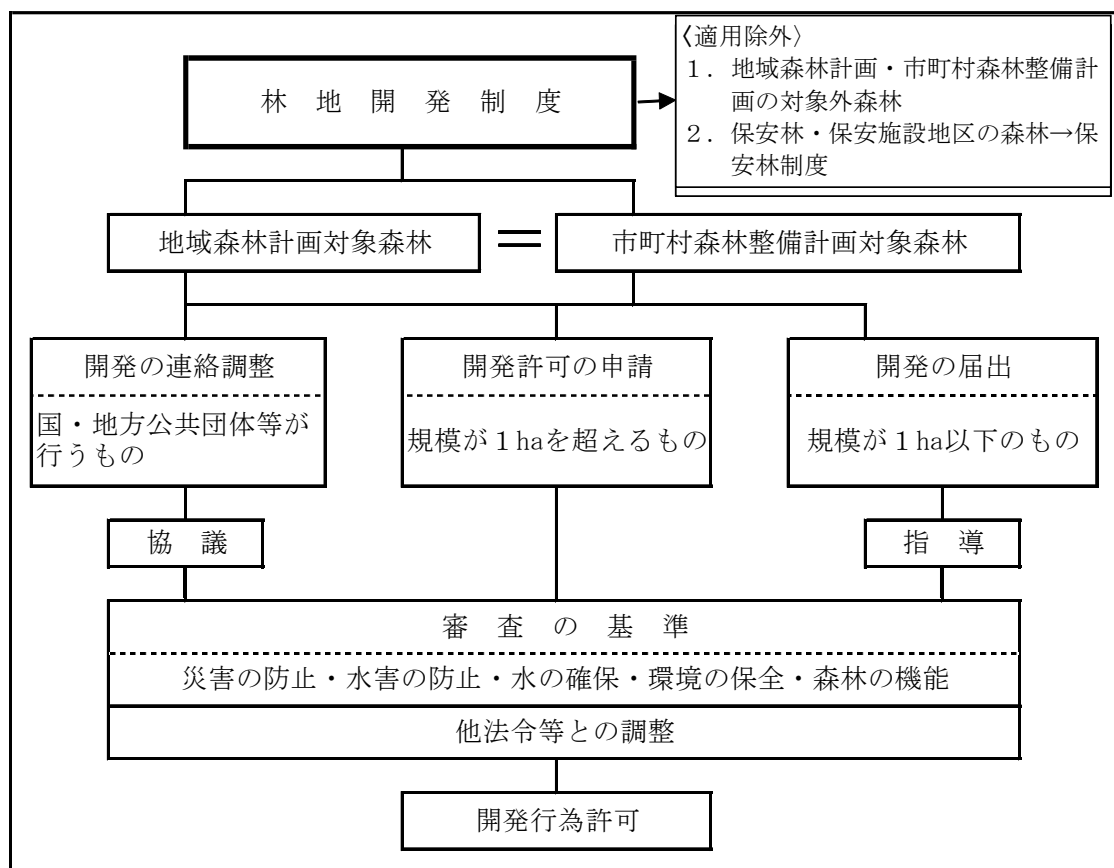 林地開発制度
〈適用除外〉
１．地域森林計画・市町村森林整備計
画の対象外森林
２．保安林・保安施設地区の森林→保
安林制度
地域森林計画対象森林
＝
市町村森林整備計画対象森林
開発の連絡調整
国・地方公共団体等が
行うもの
開発許可の申請
規模が１haを超えるもの
開発の届出
規模が１ha以下のもの
協議
指導
審査の基準
災害の防止・水害の防止・水の確保・環境の保全・森林の機能
他法令等との調整
開発行為許可